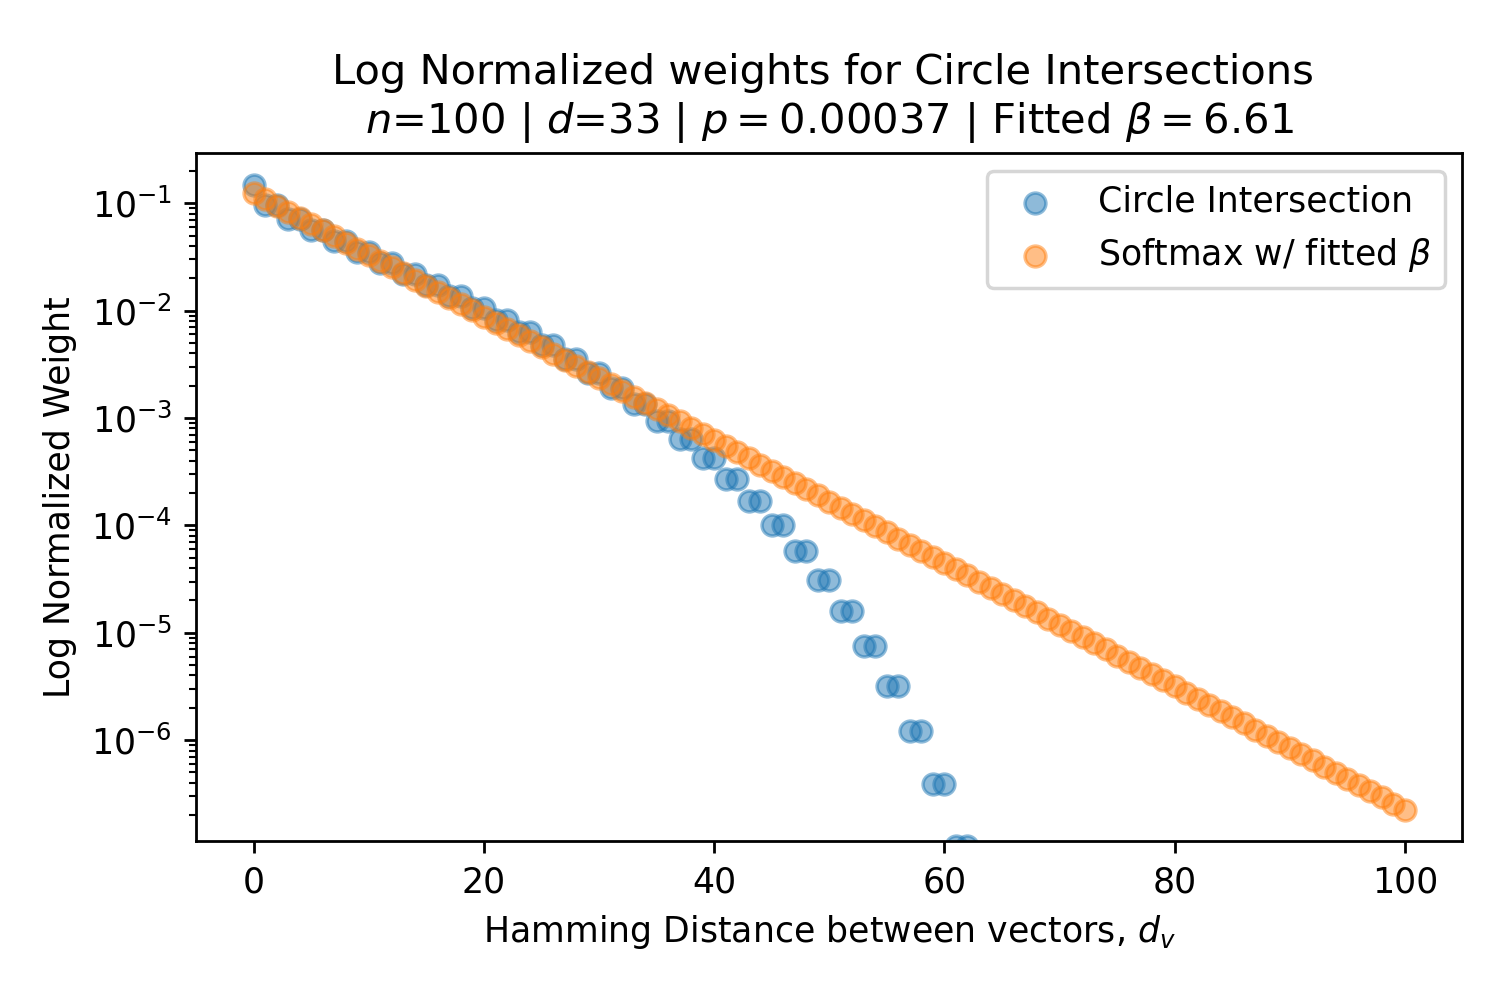 Log Normalized weights for Circle Intersections
n=100 | d=33 | p = 0.00037 | Fitted β = 6.61
Circle Intersection
Softmax w/ fitted β
Log Normalized Weight
10⁻¹
10⁻²
10⁻³
10⁻⁴
10⁻⁵
10⁻⁶
0 20 40 60 80 100
Hamming Distance between vectors, dᵥ